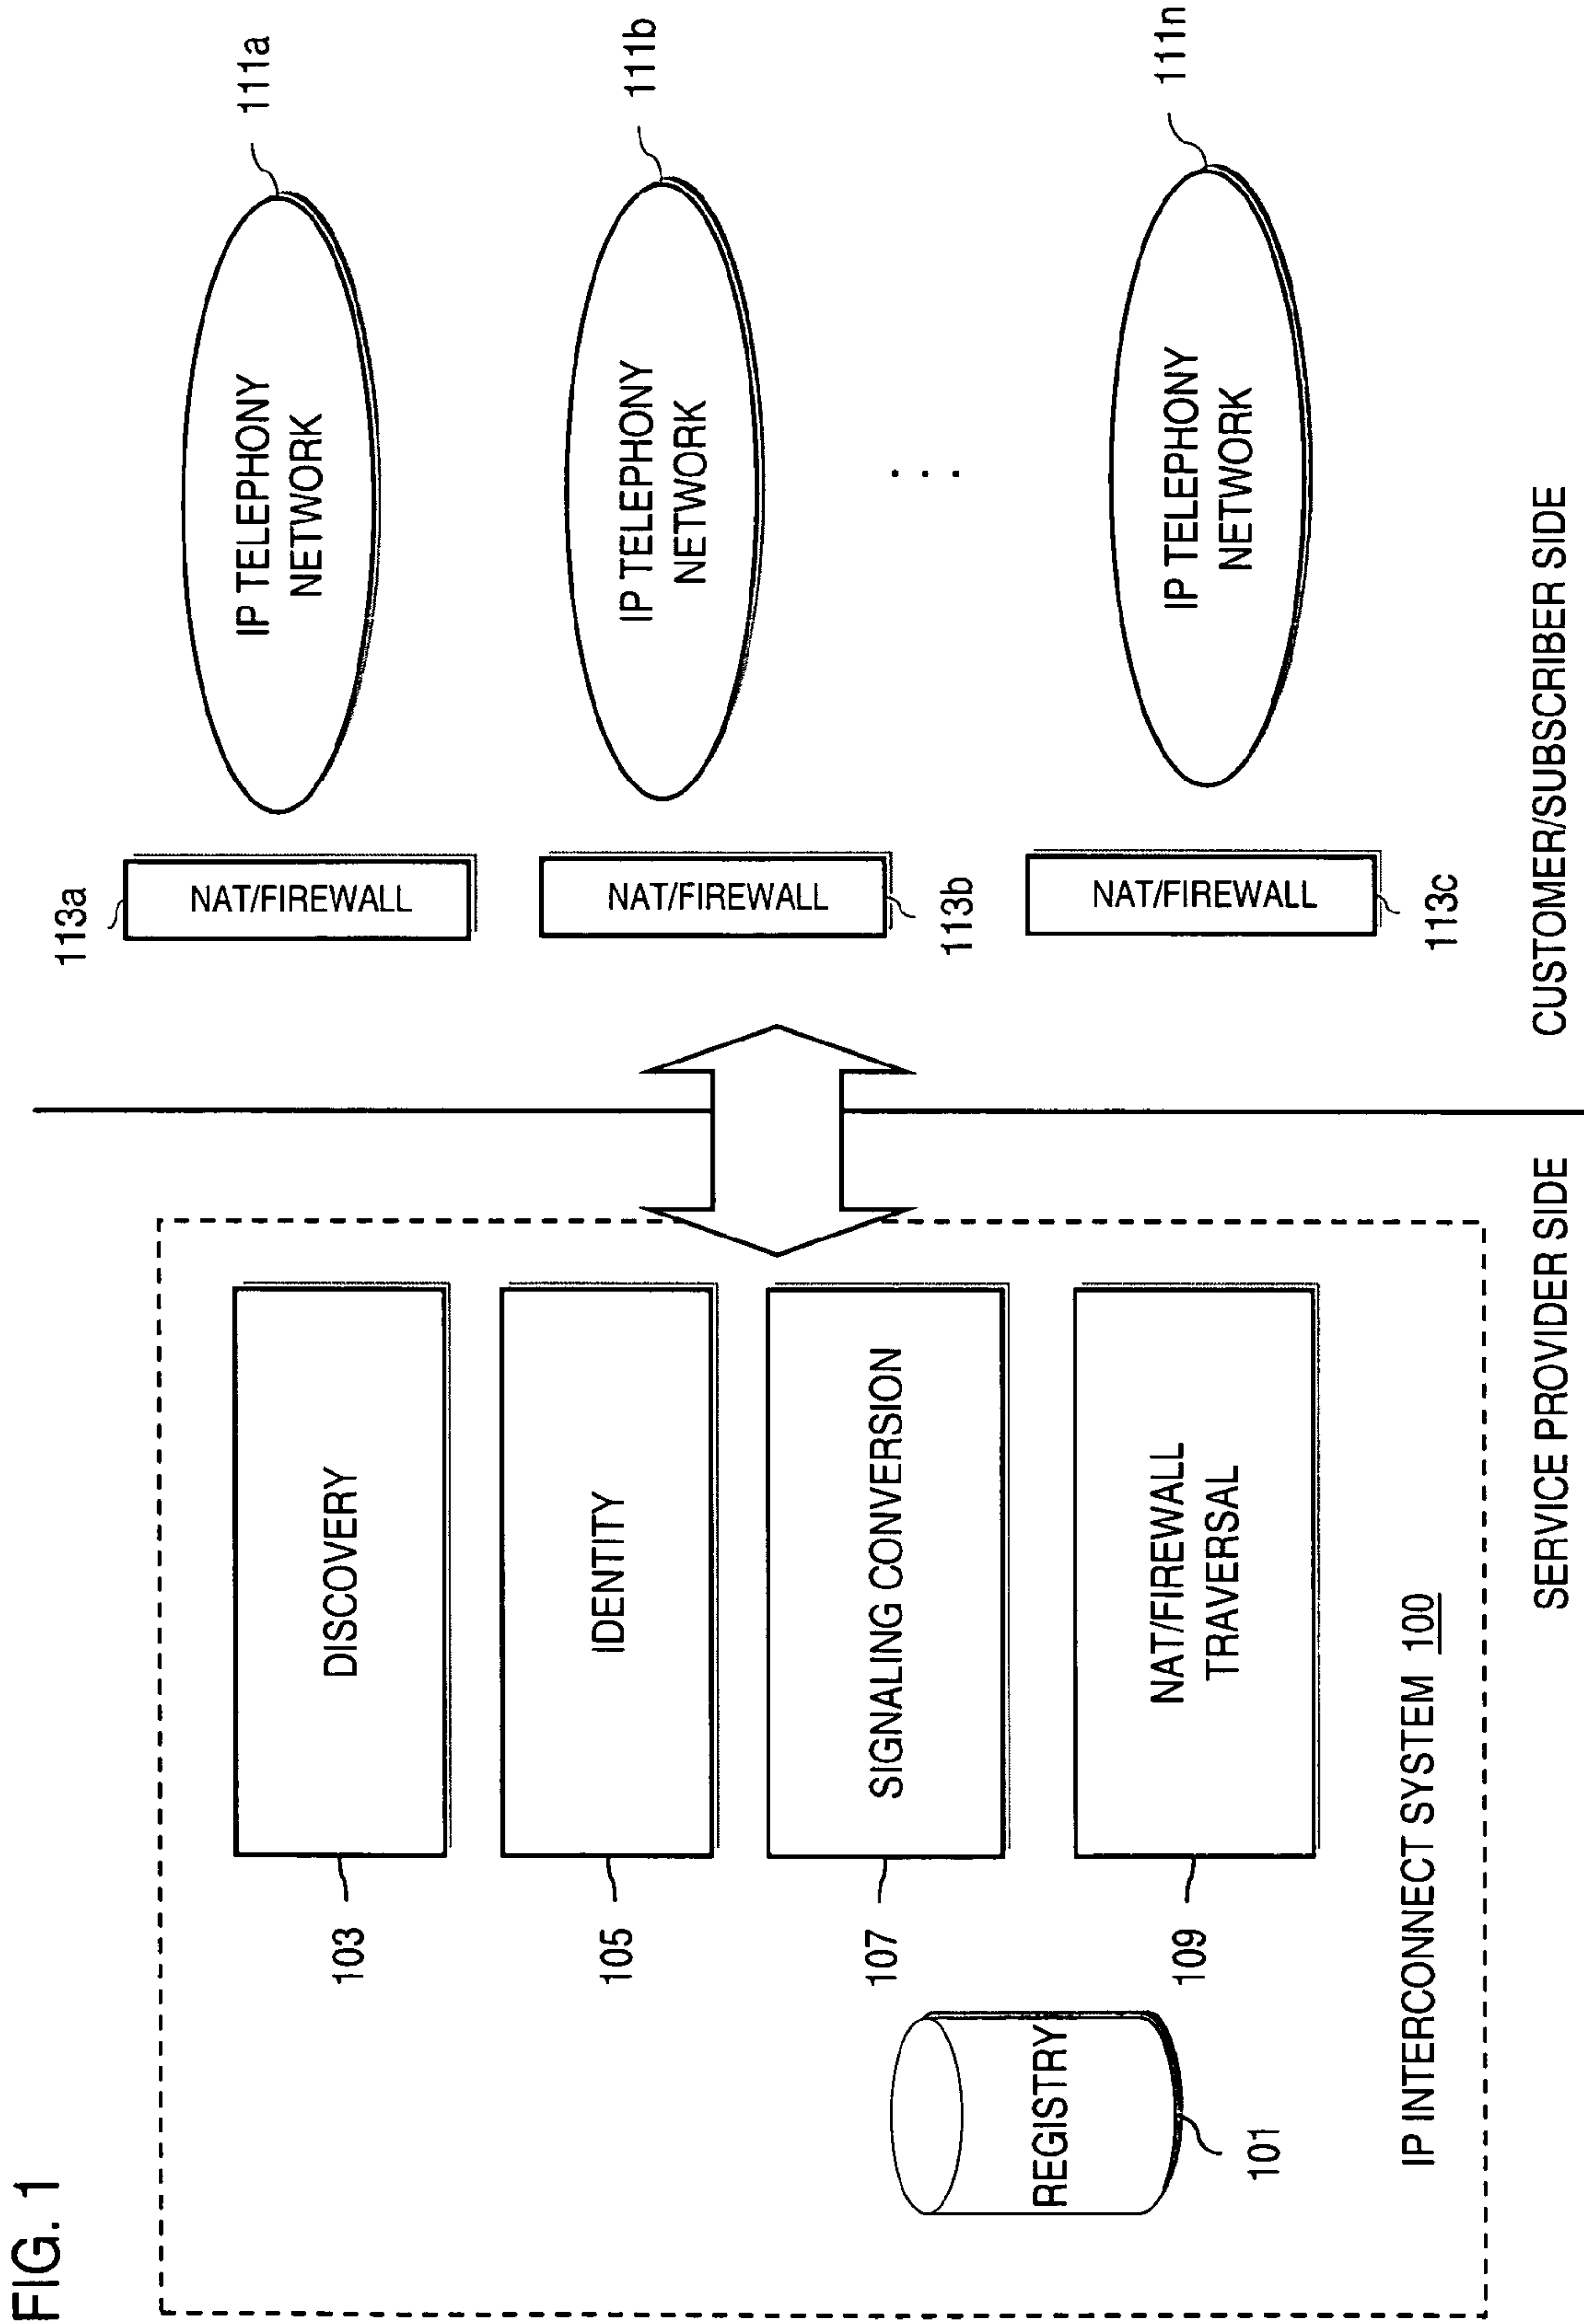 FIG. 1
REGISTRY
101
103
DISCOVERY
105
IDENTITY
107
SIGNALING CONVERSION
109
NAT/FIREWALL
TRAVERSAL
IP INTERCONNECT SYSTEM 100
SERVICE PROVIDER SIDE
113a
NAT/FIREWALL
IP TELEPHONY
NETWORK
111a
NAT/FIREWALL
113b
IP TELEPHONY
NETWORK
111b
. . .
NAT/FIREWALL
113c
IP TELEPHONY
NETWORK
111n
CUSTOMER/SUBSCRIBER SIDE